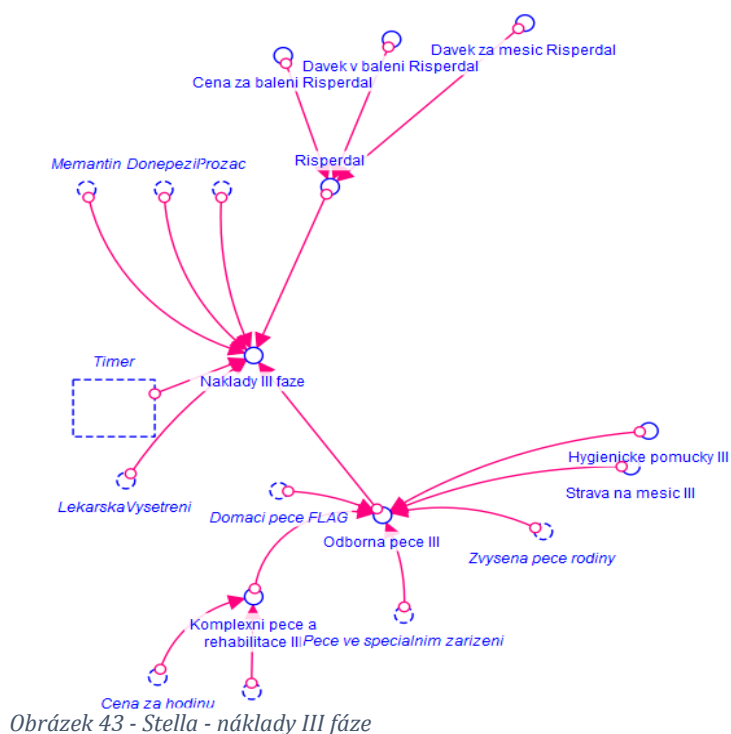 Davek za mesic Risperdal
Davek v baleni Risperdal
Cena za baleni Risperdal
Risperdal
Memantin Donepezil Prozac
Timer
Naklady III faze
Hygienicke pomucky III
Strava na mesic III
LekarskaVysetreni
Domaci pece FLAG
Odborna pece III
Zvysena pece rodiny
Komplexni pece a
rehabilitace III
Pece ve specialnim zarizeni
Cena za hodinu
Obrázek 43 - Stella - náklady III fáze